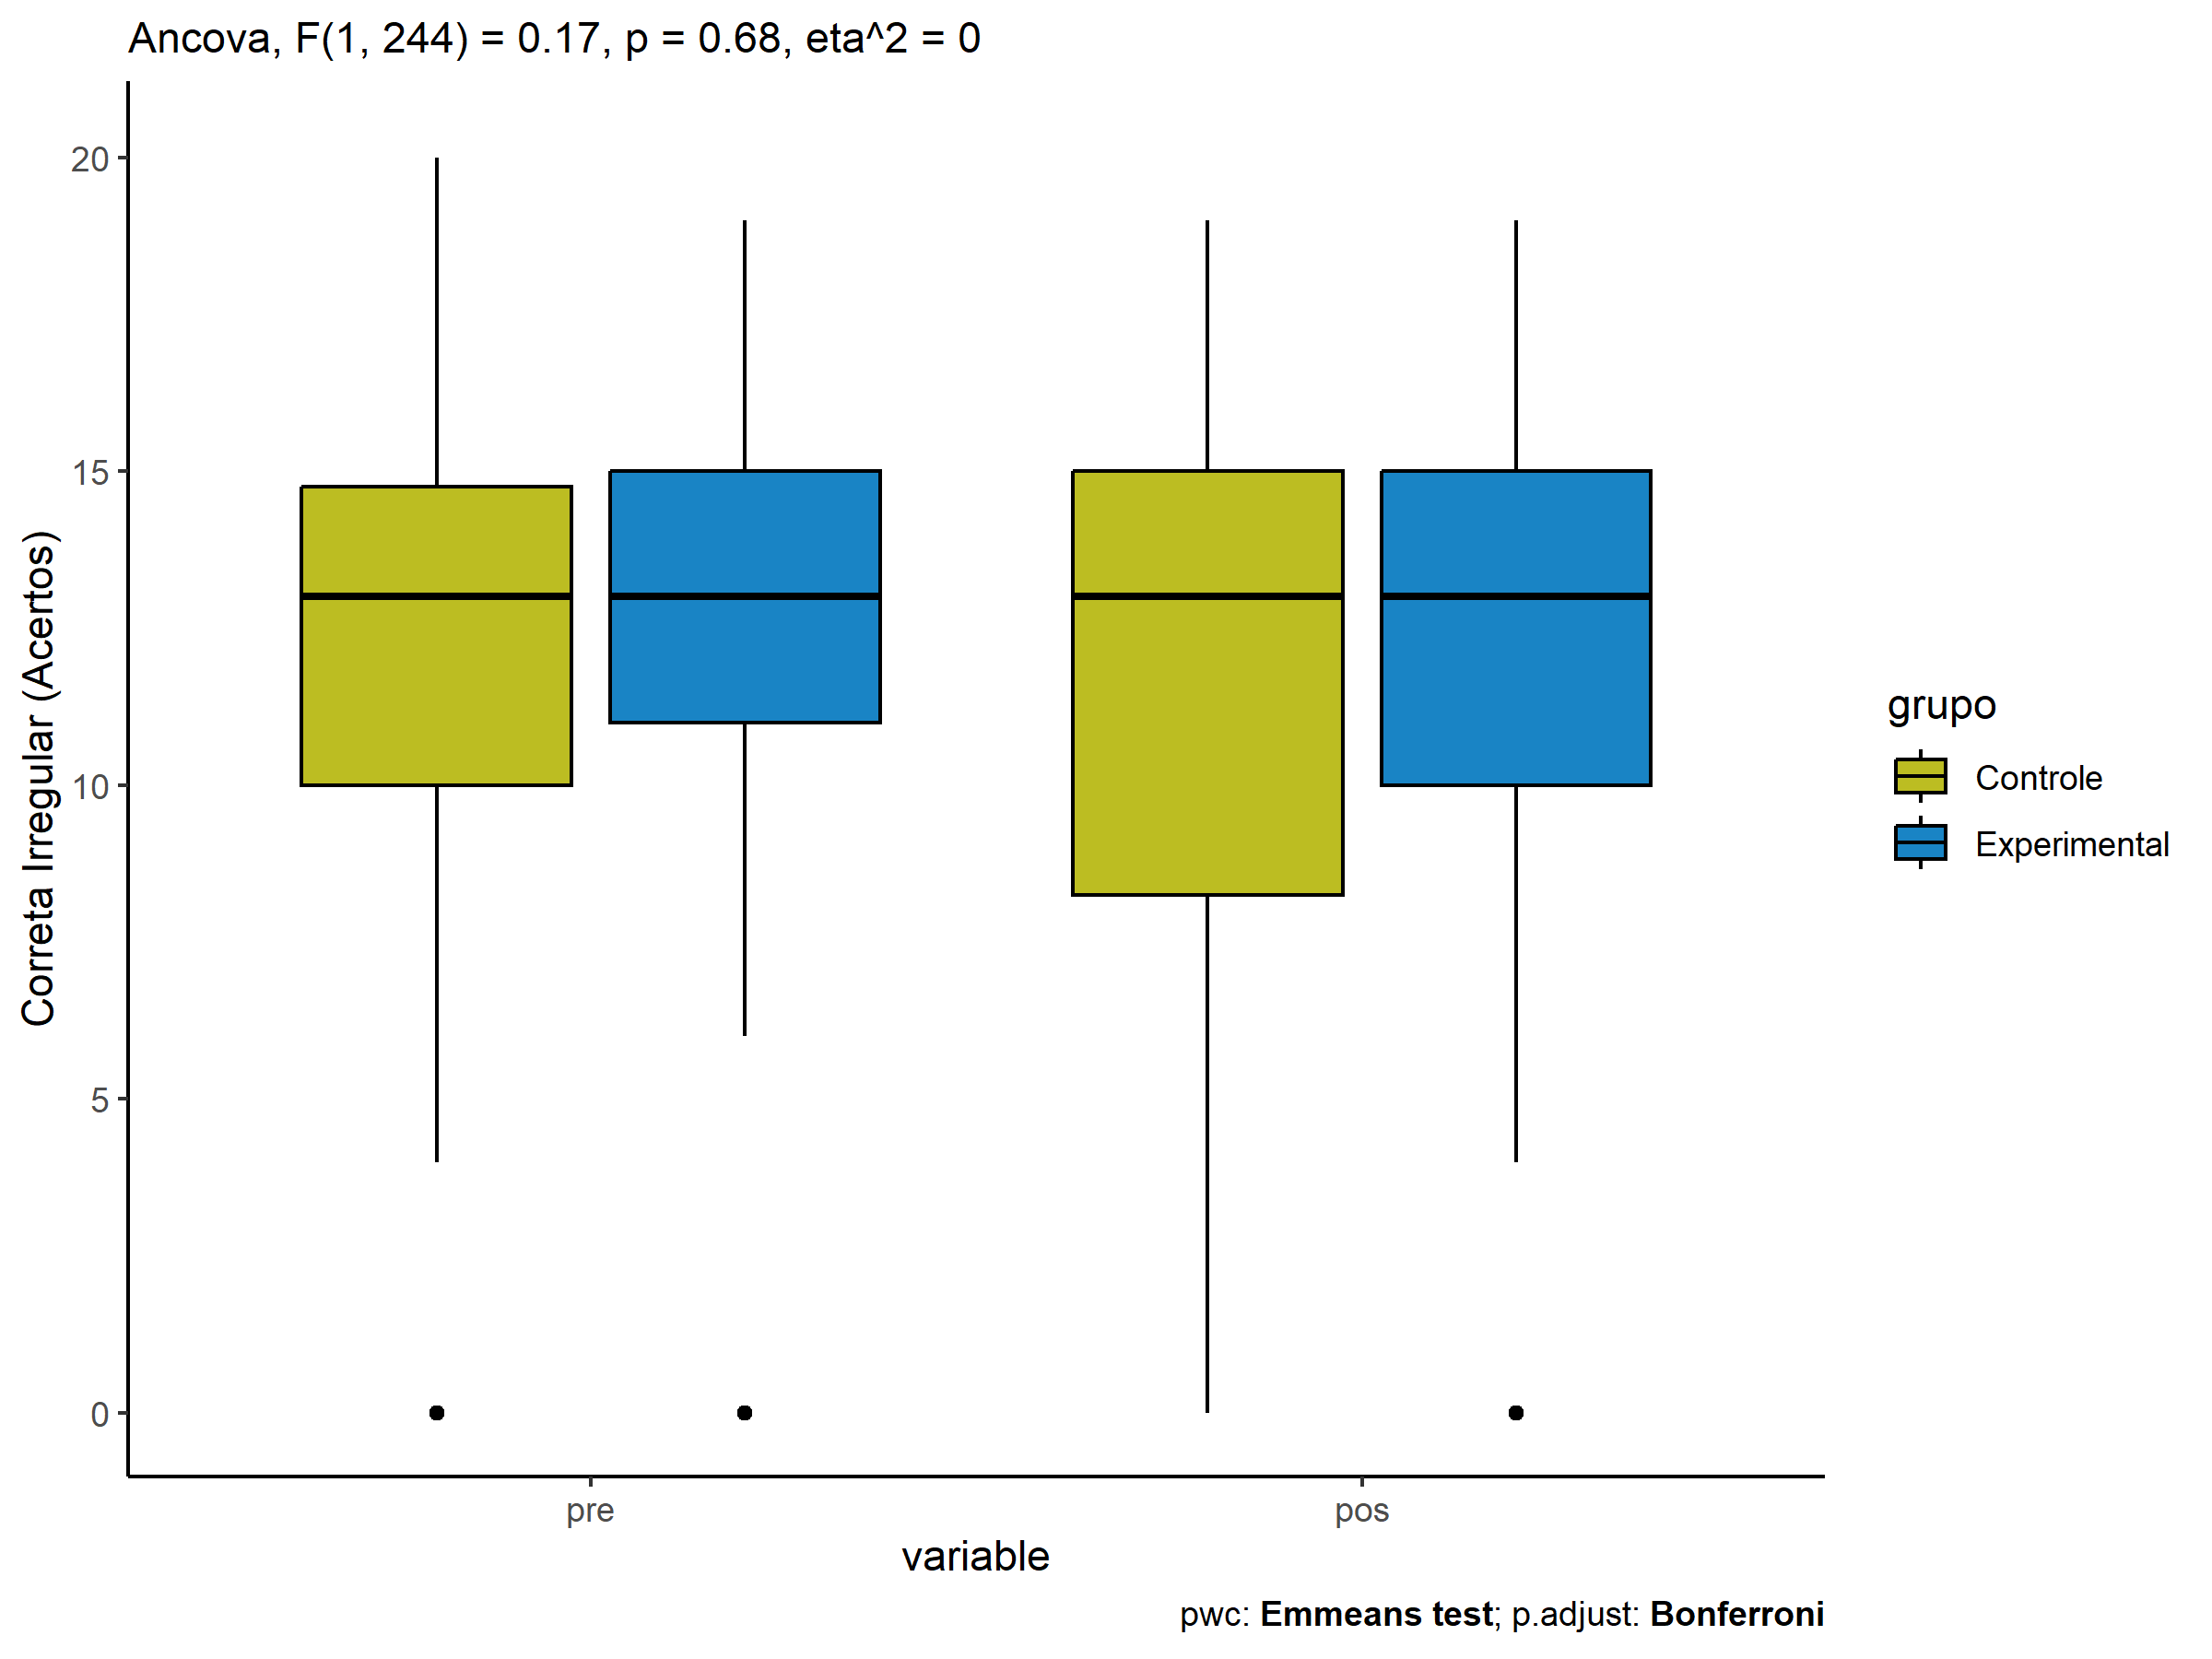 Ancova, F(1, 244) = 0.17, p = 0.68, eta^2 = 0
Correta Irregular (Acertos)
20
15
10
5
0
pre
pos
variable
grupo
Controle
Experimental
pwc: Emmeans test; p.adjust: Bonferroni